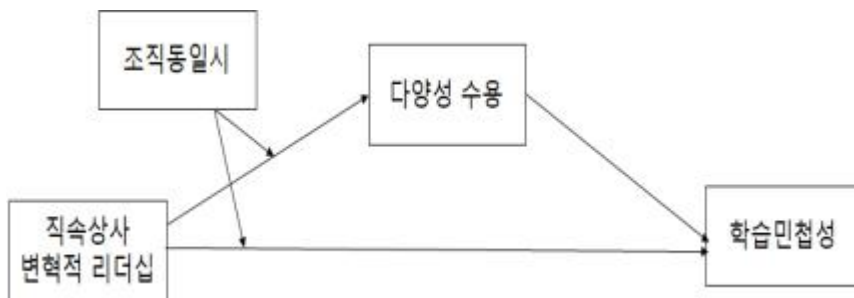 조직동일시
다양성 수용
직속상사
변혁적 리더십
학습민첩성